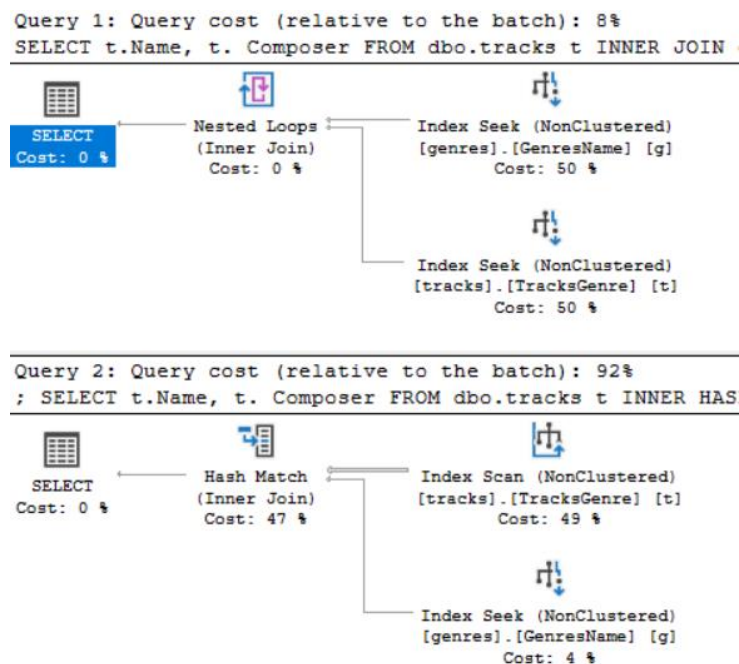 Query 1: Query cost (relative to the batch): 8%
SELECT t.Name, t. Composer FROM dbo.tracks t INNER JOIN
SELECT
Cost: 0 %
Nested Loops
(Inner Join)
Cost: 0 %
Index Seek (NonClustered)
[genres].[GenresName] [g]
Cost: 50 %
Index Seek (NonClustered)
[tracks].[TracksGenre] [t]
Cost: 50 %
Query 2: Query cost (relative to the batch): 92%
; SELECT t.Name, t. Composer FROM dbo.tracks t INNER HAS
SELECT
Cost: 0 %
Hash Match
(Inner Join)
Cost: 47 %
Index Scan (NonClustered)
[tracks].[TracksGenre] [t]
Cost: 49 %
Index Seek (NonClustered)
[genres].[GenresName] [g]
Cost: 4 %